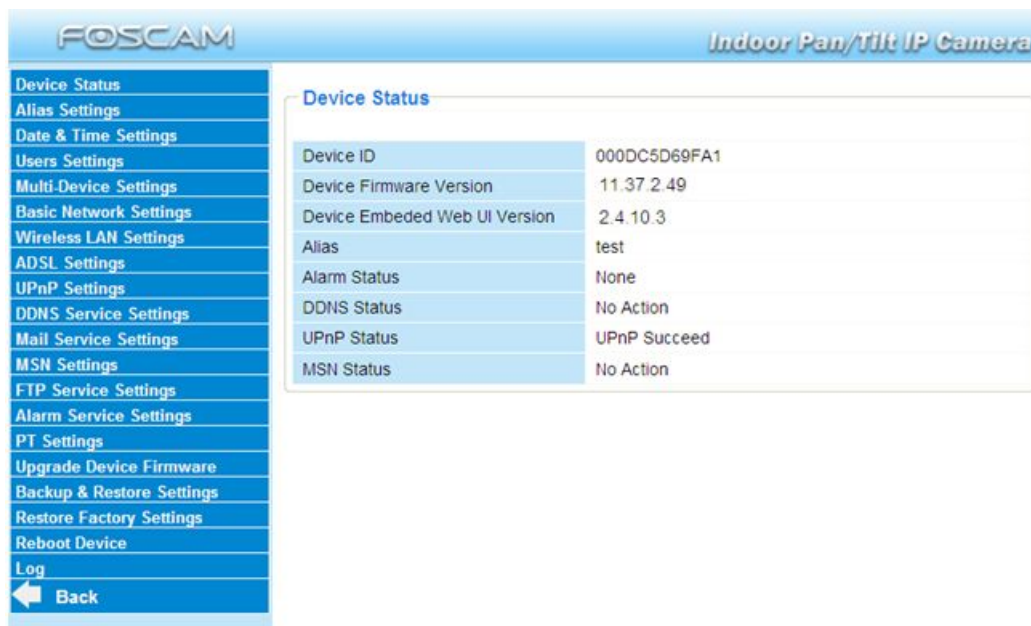 FOSCAM
Indoor Pan/Tilt IP Camera
Device Status
Alias Settings
Date & Time Settings
Users Settings
Multi-Device Settings
Basic Network Settings
Wireless LAN Settings
ADSL Settings
UPnP Settings
DDNS Service Settings
Mail Service Settings
MSN Settings
FTP Service Settings
Alarm Service Settings
PT Settings
Upgrade Device Firmware
Backup & Restore Settings
Restore Factory Settings
Reboot Device
Log
Back
Device Status
Device ID 000DC5D69FA1
Device Firmware Version 11.37.2.49
Device Embeded Web UI Version 2.4.10.3
Alias test
Alarm Status None
DDNS Status No Action
UPnP Status UPnP Succeed
MSN Status No Action